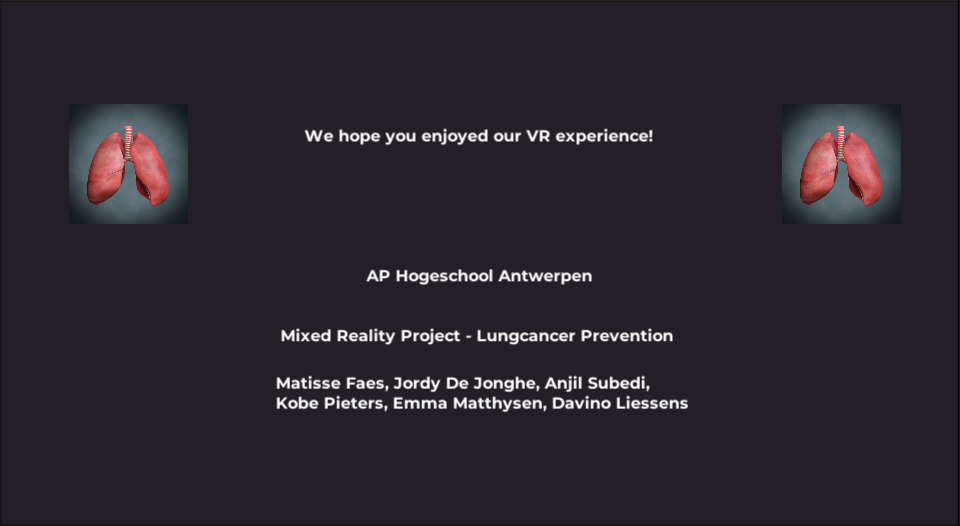 We hope you enjoyed our VR experience!
AP Hogeschool Antwerpen
Mixed Reality Project - Lungcancer Prevention
Matisse Faes, Jordy De Jonghe, Anjil Subedi,
Kobe Pieters, Emma Matthysen, Davino Liessens